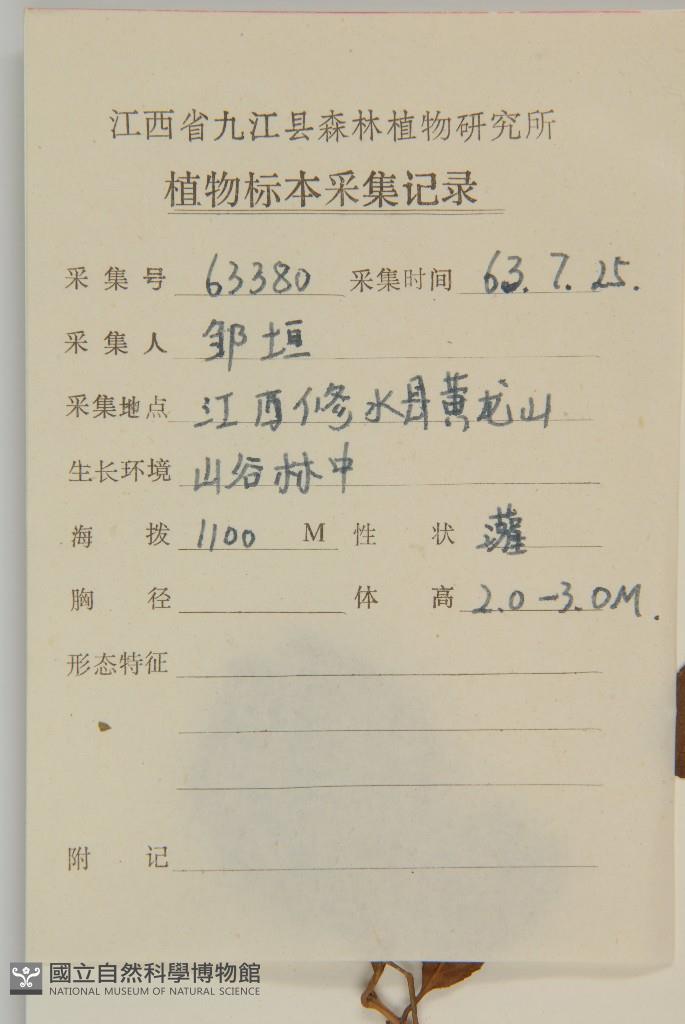 江西省九江县森林植物研究所
植物标本采集记录
采集号 63380 采集时间 63.7.25.
采集人 邹垣
采集地点 江西修水县黄龙山
生长环境 山谷林中
海拨 1100 M 性状 灌
胸径 体高 2.0-3.0M.
形态特征
附记
國立自然科學博物館
NATIONAL MUSEUM OF NATURAL SCIENCE